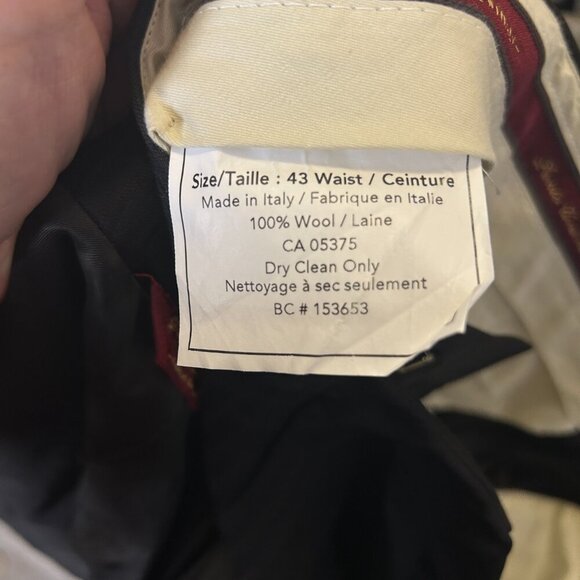 Size/Taille : 43 Waist / Ceinture
Made in Italy / Fabrique en Italie
100% Wool / Laine
CA 05375
Dry Clean Only
Nettoyage à sec seulement
BC # 153653